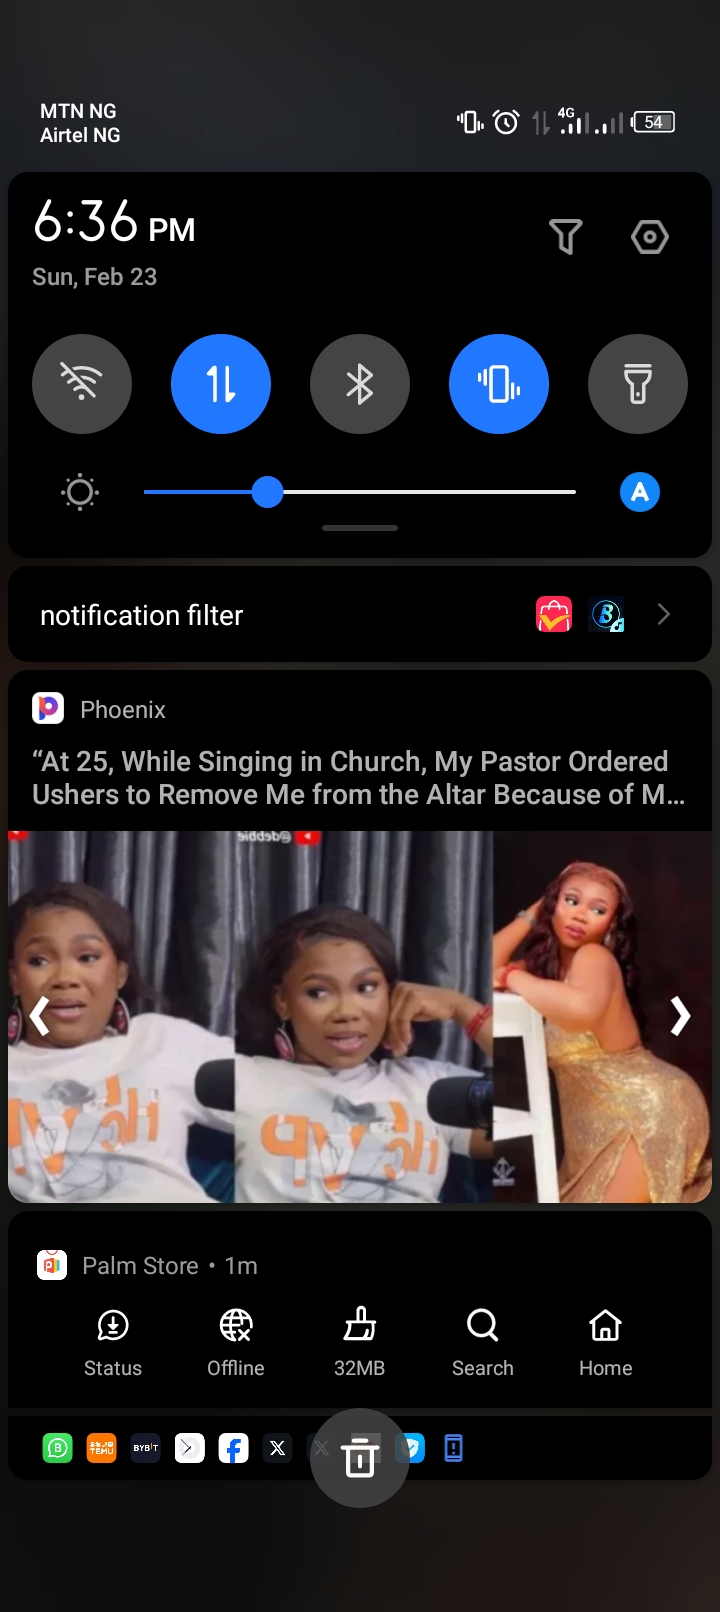 MTN NG
Airtel NG
4G
54
6:36 PM
Sun, Feb 23
A
notification filter
Phoenix
“At 25, While Singing in Church, My Pastor Ordered
Ushers to Remove Me from the Altar Because of M…
@debbie
Palm Store • 1m
Status
Offline
32MB
Search
Home
TEMU
BYBIT